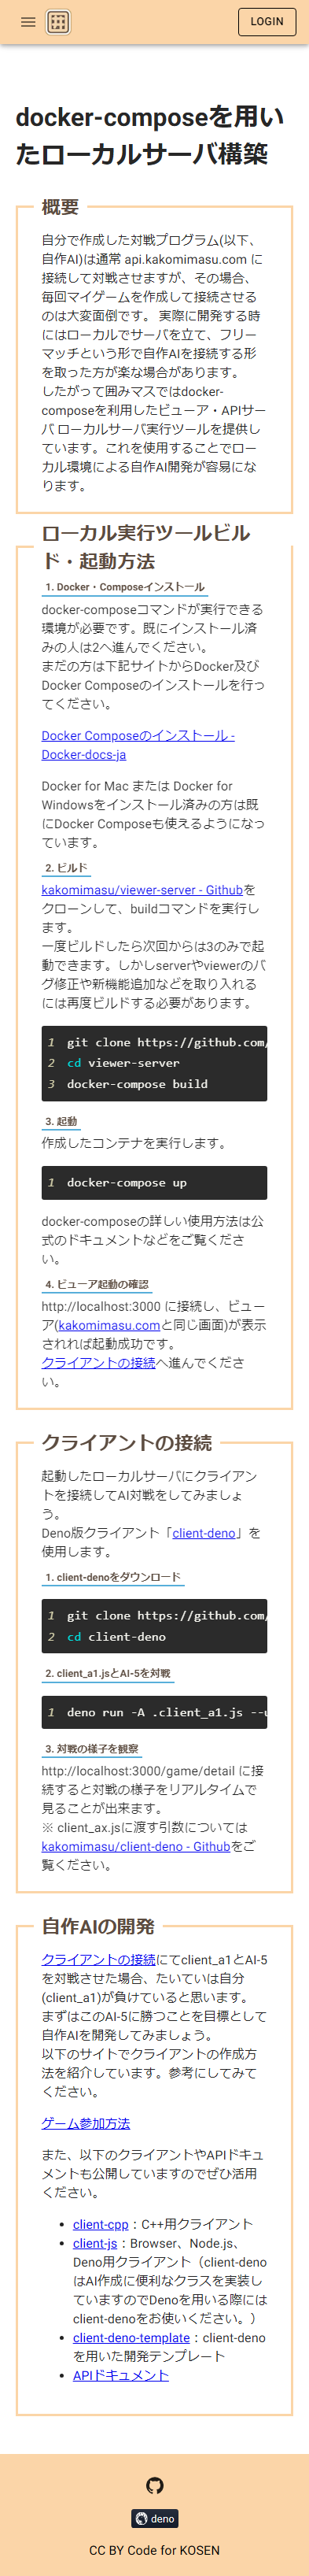 LOGIN
docker-composeを用い
たローカルサーバ構築
概要
自分で作成した対戦プログラム(以下、
自作AI)は通常 api.kakomimasu.com に
接続して対戦させますが、その場合、
毎回マイゲームを作成して接続させる
のは大変面倒です。 実際に開発する時
にはローカルでサーバを立て、フリー
マッチという形で自作AIを接続する形
を取った方が楽な場合があります。
したがって囲みマスではdocker-
composeを利用したビューア・APIサー
バ ローカルサーバ実行ツールを提供し
ています。これを使用することでロー
カル環境による自作AI開発が容易にな
ります。
ローカル実行ツールビル
ド・起動方法
1. Docker・Composeインストール
docker-composeコマンドが実行できる
環境が必要です。既にインストール済
みの人は2へ進んでください。
まだの方は下記サイトからDocker及び
Docker Composeのインストールを行っ
てください。
Docker Composeのインストール -
Docker-docs-ja
Docker for Mac または Docker for
Windowsをインストール済みの方は既
にDocker Composeも使えるようになっ
ています。
2. ビルド
kakomimasu/viewer-server - Githubを
クローンして、buildコマンドを実行しま
す。
一度ビルドしたら次回からは3のみで起
動できます。しかしserverやviewerのバ
グ修正や新機能追加などを取り入れる
には再度ビルドする必要があります。
1 git clone https://github.com/
2 cd viewer-server
3 docker-compose build
3. 起動
作成したコンテナを実行します。
1 docker-compose up
docker-composeの詳しい使用方法は公
式のドキュメントなどをご覧くださ
い。
4. ビューア起動の確認
http://localhost:3000 に接続し、ビュー
ア(kakomimasu.comと同じ画面)が表示
されれば起動成功です。
クライアントの接続へ進んでくださ
い。
クライアントの接続
起動したローカルサーバにクライアン
トを接続してAI対戦をしてみましょ
う。
Deno版クライアント「client-deno」を
使用します。
1. client-denoをダウンロード
1 git clone https://github.com/
2 cd client-deno
2. client_a1.jsとAI-5を対戦
1 deno run -A .client_a1.js --u
3. 対戦の様子を観察
http://localhost:3000/game/detail に接
続すると対戦の様子をリアルタイムで
見ることが出来ます。
※ client_ax.jsに渡す引数については
kakomimasu/client-deno - Githubをご
覧ください。
自作AIの開発
クライアントの接続にてclient_a1とAI-5
を対戦させた場合、たいていは自分
(client_a1)が負けていると思います。
まずはこのAI-5に勝つことを目標として
自作AIを開発してみましょう。
以下のサイトでクライアントの作成方
法を紹介しています。参考にしてみて
ください。
ゲーム参加方法
また、以下のクライアントやAPIドキュ
メントも公開していますのでぜひ活用
ください。
• client-cpp：C++用クライアント
• client-js：Browser、Node.js、
Deno用クライアント（client-deno
はAI作成に便利なクラスを実装し
ていますのでDenoを用いる際には
client-denoをお使いください。）
• client-deno-template：client-deno
を用いた開発テンプレート
• APIドキュメント
deno
CC BY Code for KOSEN